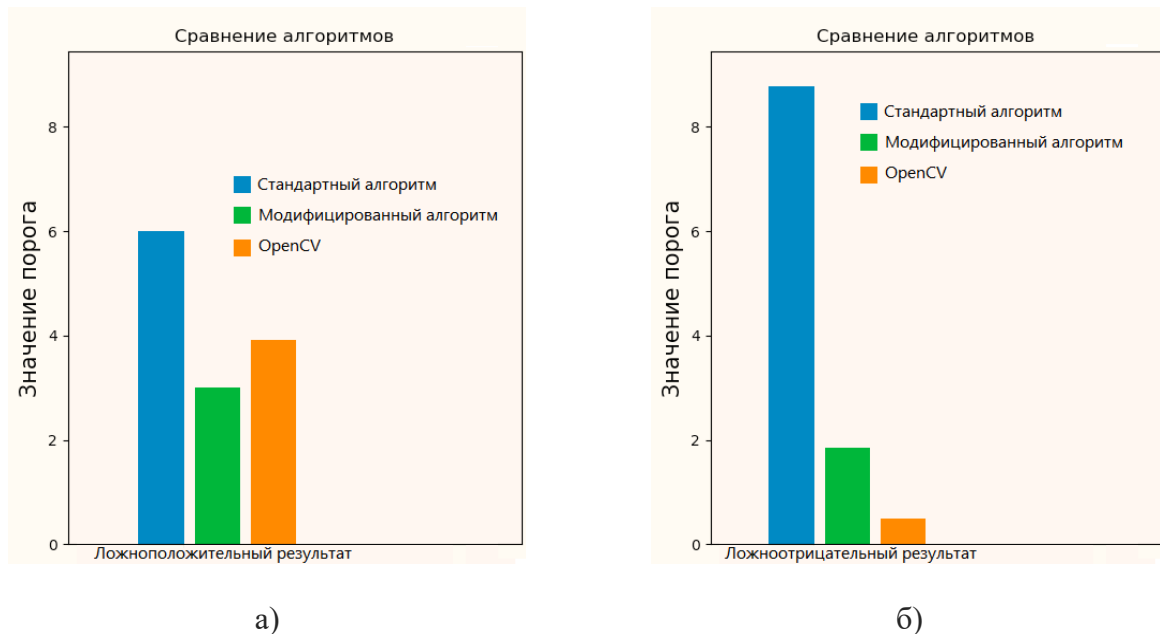 Сравнение алгоритмов
Значение порога
8
6
4
2
0
Стандартный алгоритм
Модифицированный алгоритм
OpenCV
Ложноположительный результат
а)
Сравнение алгоритмов
Значение порога
8
6
4
2
0
Стандартный алгоритм
Модифицированный алгоритм
OpenCV
Ложноотрицательный результат
б)